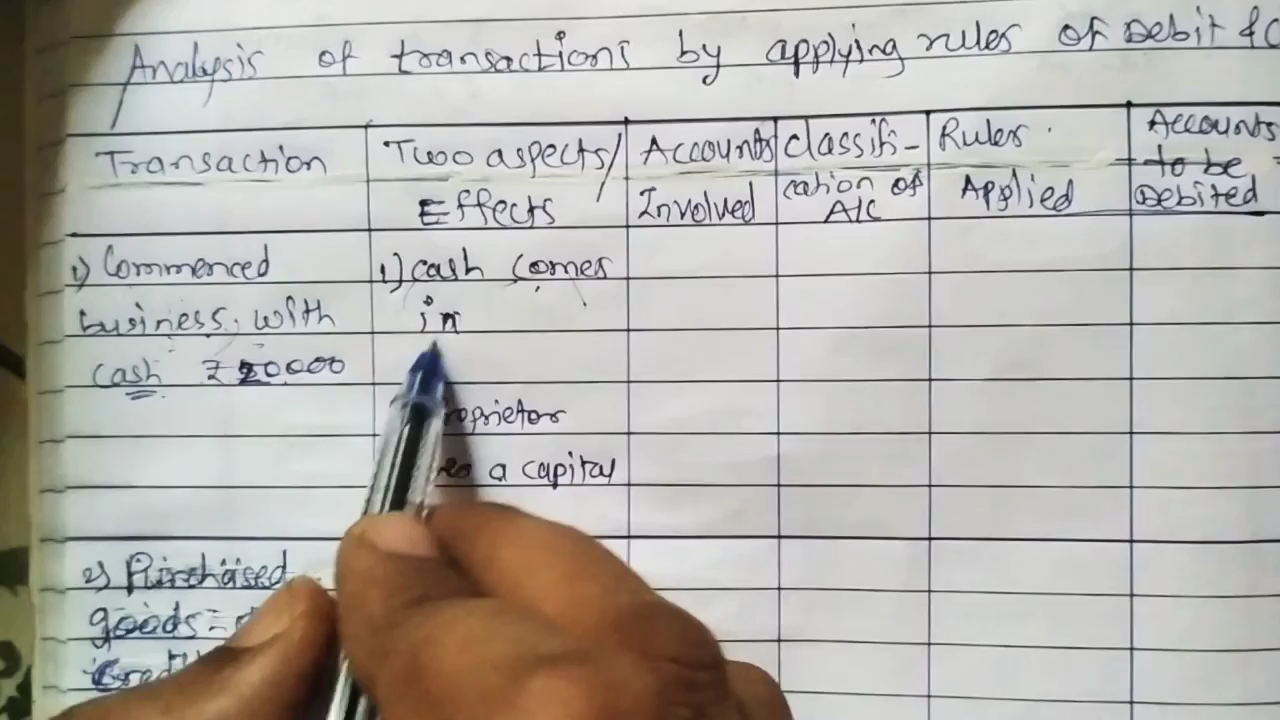 Analysis of transactions by applying rules of Debit &
Transaction
Two aspects/
Effects
Accounts
Involved
Classifi-
cation of
A/C
Rules
Applied
Accounts
to be
Debited
1) Commenced
business, with
cash ₹ 20000
1) cash comes
in
a capital
2) Purchased
goods